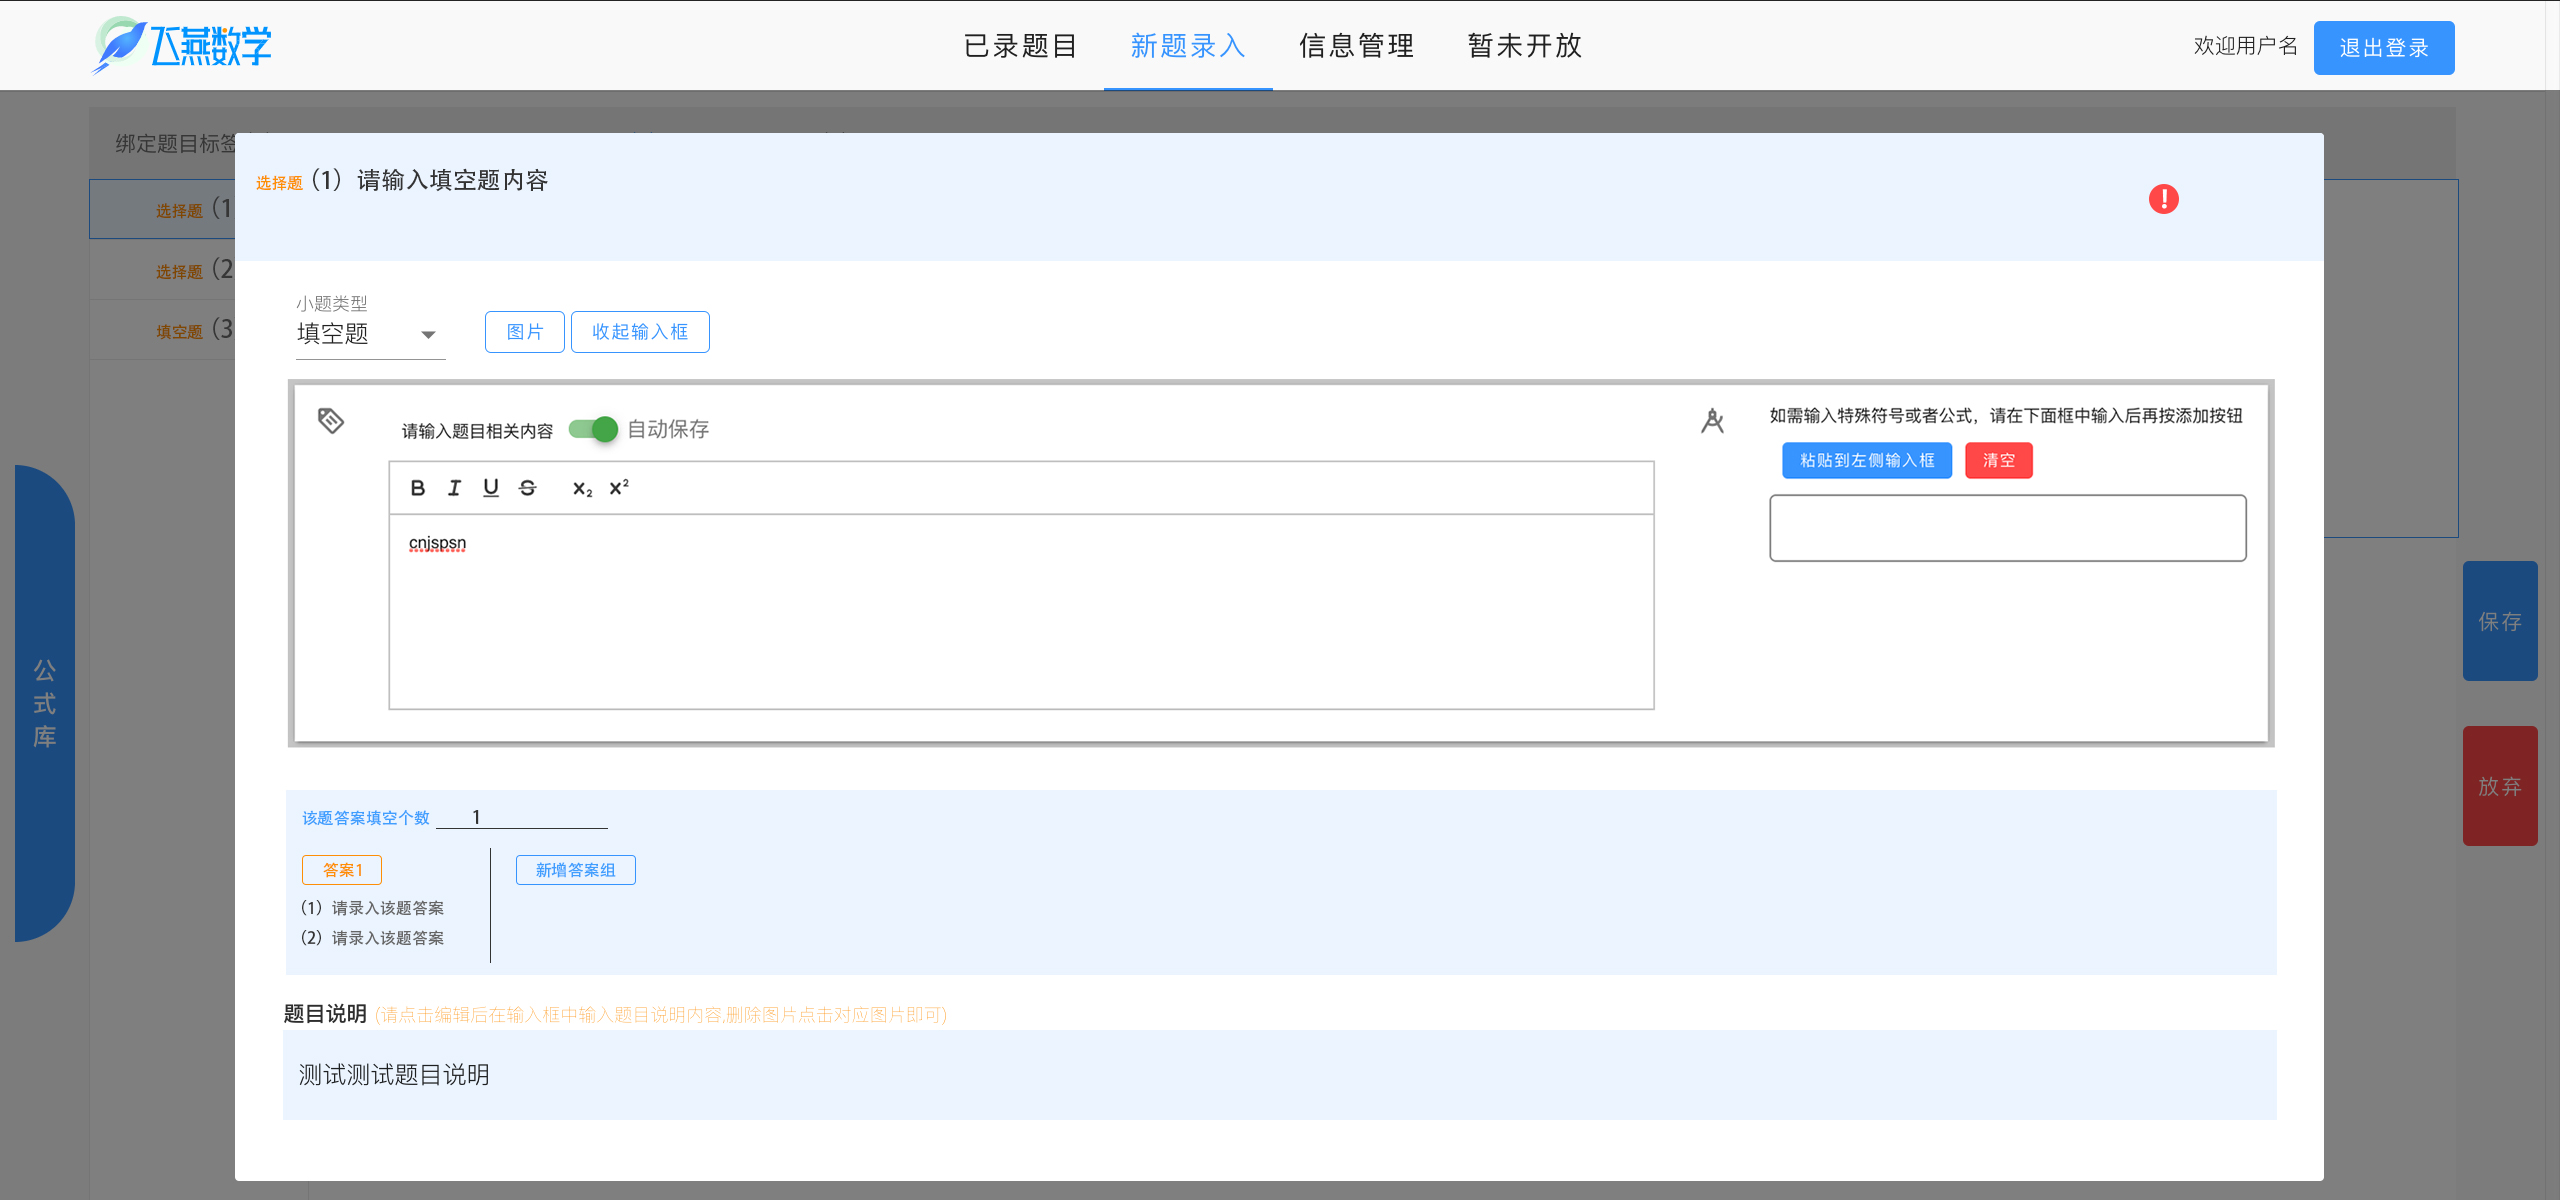 飞燕数学
已录题目
新题录入
信息管理
暂未开放
欢迎用户名
退出登录
绑定题目标签
选择题 (1
选择题 (2
填空题 (3
公式库
保存
放弃
选择题 (1) 请输入填空题内容
!
小题类型
填空题
图片
收起输入框
请输入题目相关内容
自动保存
B I U S x₂ x²
cnjspsn
如需输入特殊符号或者公式，请在下面框中输入后再按添加按钮
粘贴到左侧输入框
清空
该题答案填空个数 1
答案1
新增答案组
(1) 请录入该题答案
(2) 请录入该题答案
题目说明 (请点击编辑后在输入框中输入题目说明内容,删除图片点击对应图片即可)
测试测试题目说明